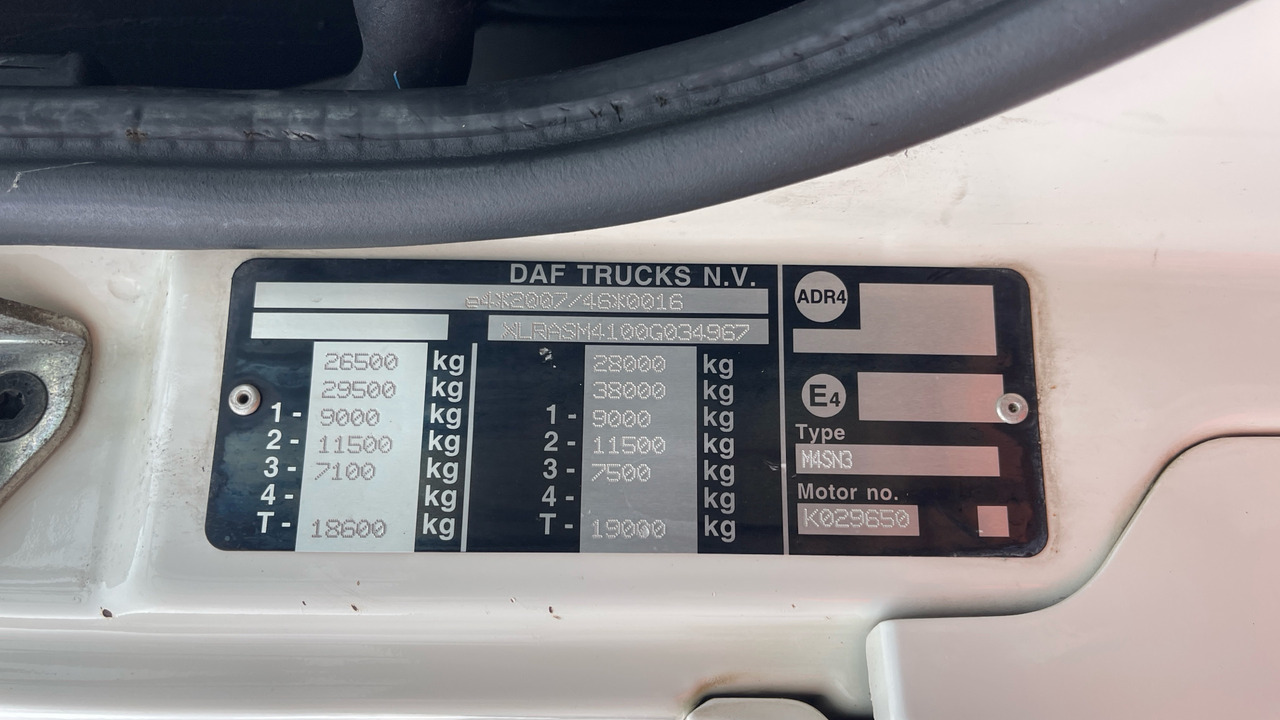 DAF TRUCKS N.V.
e4*2007/46*0016
XLRASM4100G034967
26500 kg 28000 kg
29500 kg 38000 kg
1- 9000 kg 1- 9000 kg
2- 11500 kg 2- 11500 kg
3- 7100 kg 3- 7500 kg
4- kg 4- kg
T- 18600 kg T- 19000 kg
ADR4
E4
Type
M4SN3
Motor no.
K029650